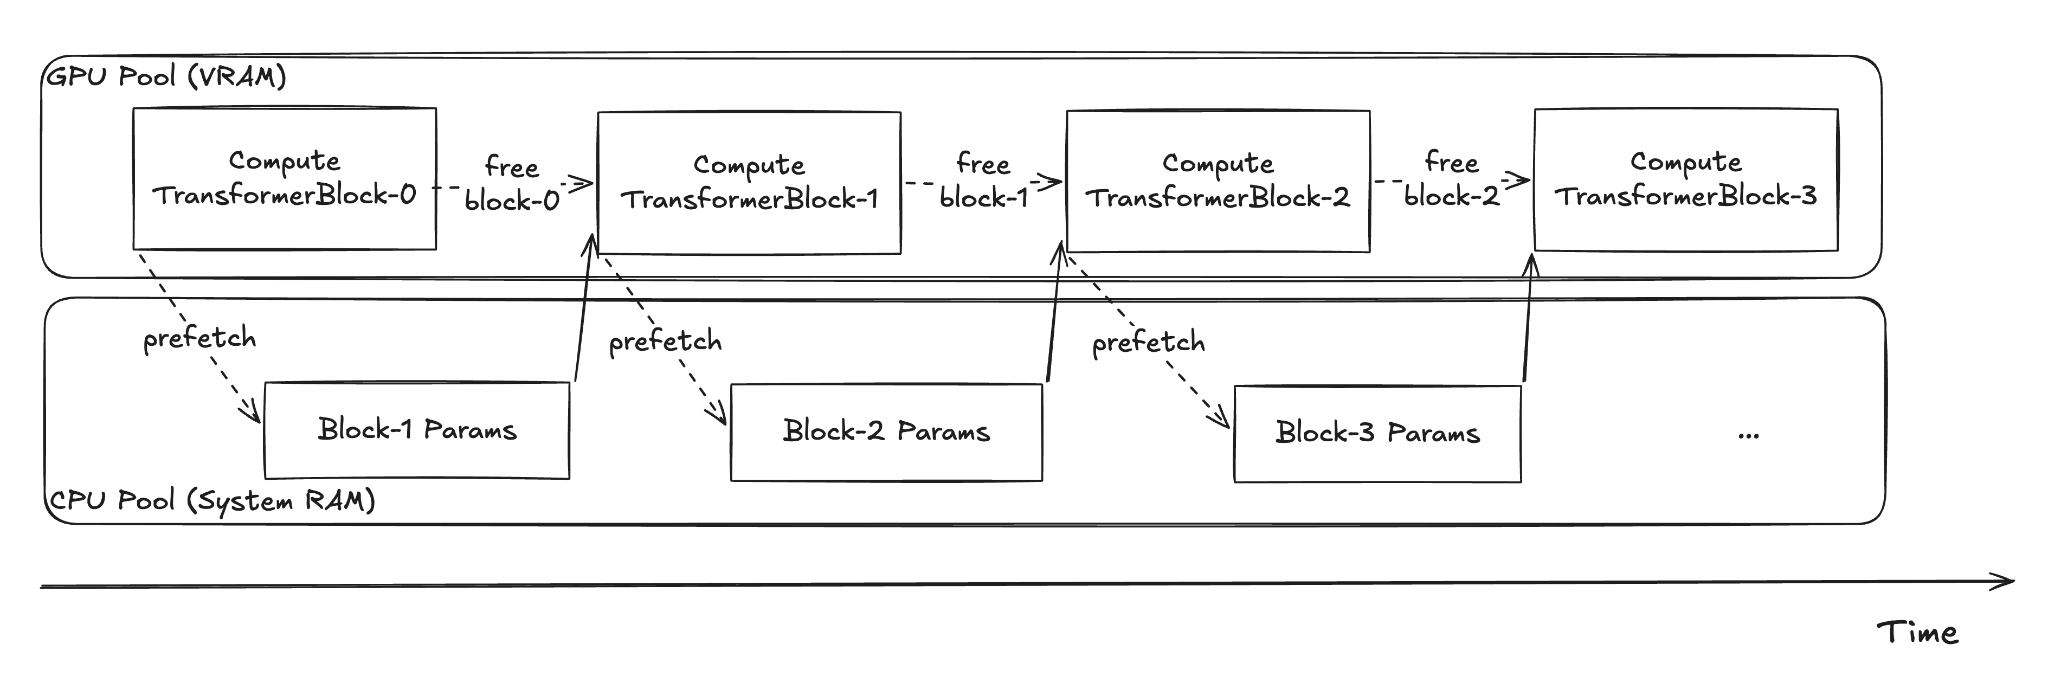 GPU Pool (VRAM)
Compute
TransformerBlock-0
free
block-0
Compute
TransformerBlock-1
free
block-1
Compute
TransformerBlock-2
free
block-2
Compute
TransformerBlock-3
prefetch
prefetch
prefetch
Block-1 Params
Block-2 Params
Block-3 Params
...
CPU Pool (System RAM)
Time